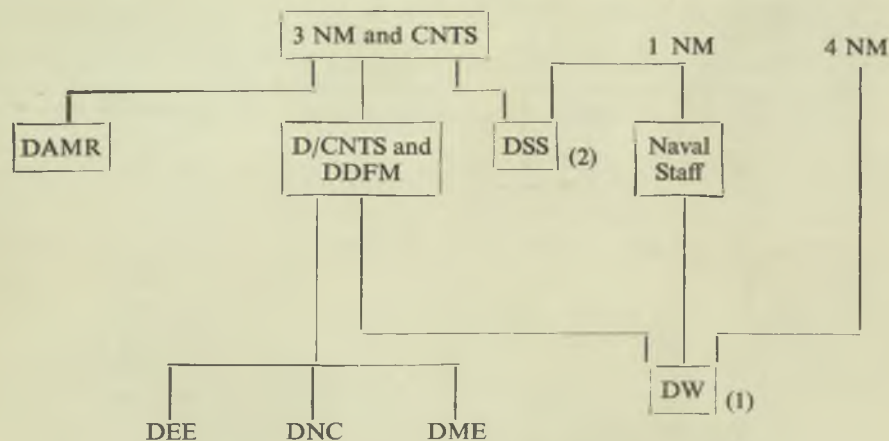 3 NM and CNTS
1 NM
4 NM
DAMR
D/CNTS and
DDFM
DSS
(2)
Naval
Staff
DW
(1)
DEE
DNC
DME